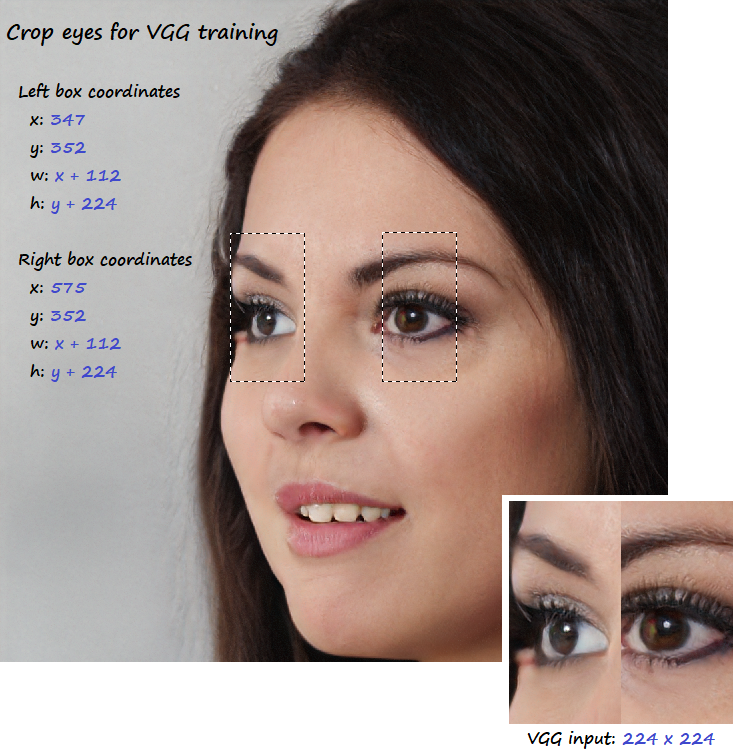 Crop eyes for VGG training
Left box coordinates
x: 347
y: 352
w: x + 112
h: y + 224
Right box coordinates
x: 575
y: 352
w: x + 112
h: y + 224
VGG input: 224 x 224